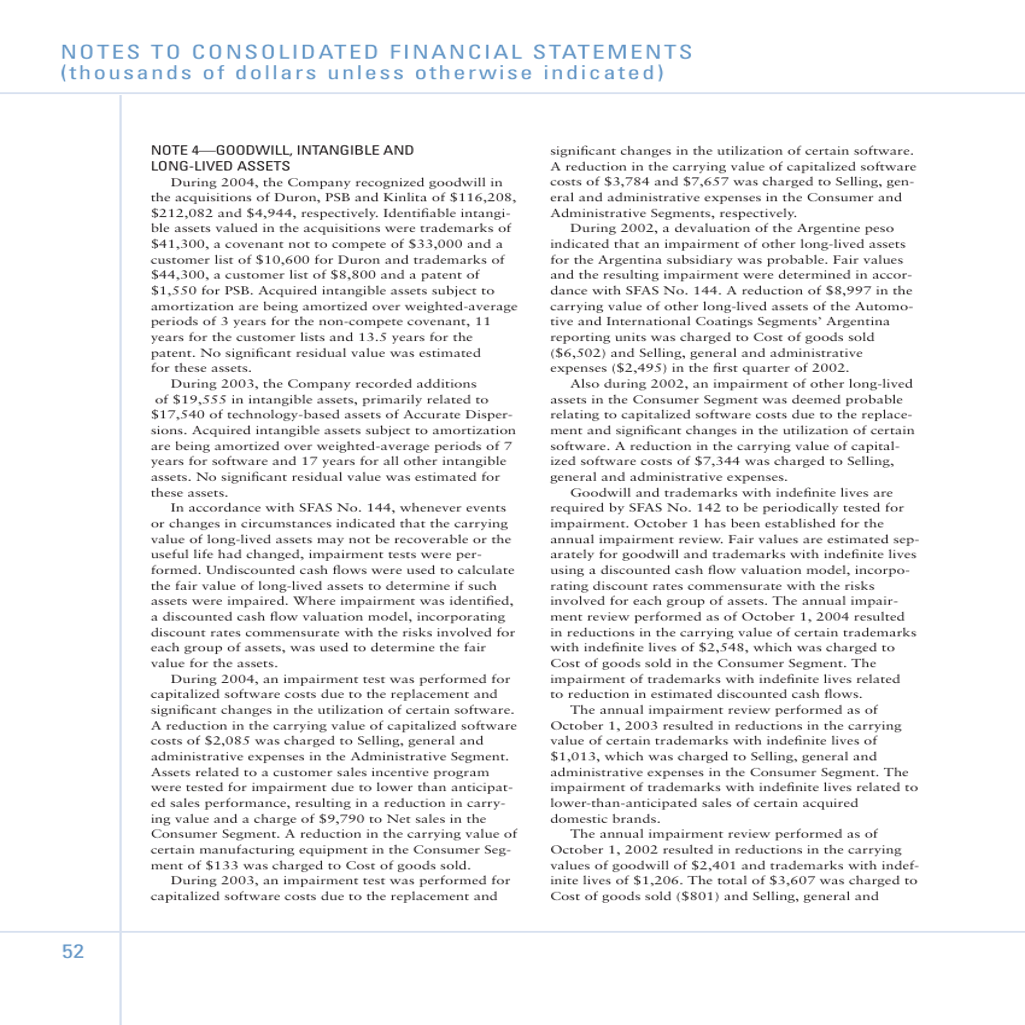 NOTES TO CONSOLIDATED FINANCIAL STATEMENTS
(thousands of dollars unless otherwise indicated)
NOTE 4—GOODWILL, INTANGIBLE AND
LONG-LIVED ASSETS
During 2004, the Company recognized goodwill in
the acquisitions of Duron, PSB and Kinlita of $116,208,
$212,082 and $4,944, respectively. Identifiable intangi-
ble assets valued in the acquisitions were trademarks of
$41,300, a covenant not to compete of $33,000 and a
customer list of $10,600 for Duron and trademarks of
$44,300, a customer list of $8,800 and a patent of
$1,550 for PSB. Acquired intangible assets subject to
amortization are being amortized over weighted-average
periods of 3 years for the non-compete covenant, 11
years for the customer lists and 13.5 years for the
patent. No significant residual value was estimated
for these assets.
During 2003, the Company recorded additions
of $19,555 in intangible assets, primarily related to
$17,540 of technology-based assets of Accurate Disper-
sions. Acquired intangible assets subject to amortization
are being amortized over weighted-average periods of 7
years for software and 17 years for all other intangible
assets. No significant residual value was estimated for
these assets.
In accordance with SFAS No. 144, whenever events
or changes in circumstances indicated that the carrying
value of long-lived assets may not be recoverable or the
useful life had changed, impairment tests were per-
formed. Undiscounted cash flows were used to calculate
the fair value of long-lived assets to determine if such
assets were impaired. Where impairment was identified,
a discounted cash flow valuation model, incorporating
discount rates commensurate with the risks involved for
each group of assets, was used to determine the fair
value for the assets.
During 2004, an impairment test was performed for
capitalized software costs due to the replacement and
significant changes in the utilization of certain software.
A reduction in the carrying value of capitalized software
costs of $2,085 was charged to Selling, general and
administrative expenses in the Administrative Segment.
Assets related to a customer sales incentive program
were tested for impairment due to lower than anticipat-
ed sales performance, resulting in a reduction in carry-
ing value and a charge of $9,790 to Net sales in the
Consumer Segment. A reduction in the carrying value of
certain manufacturing equipment in the Consumer Seg-
ment of $133 was charged to Cost of goods sold.
During 2003, an impairment test was performed for
capitalized software costs due to the replacement and
significant changes in the utilization of certain software.
A reduction in the carrying value of capitalized software
costs of $3,784 and $7,657 was charged to Selling, gen-
eral and administrative expenses in the Consumer and
Administrative Segments, respectively.
During 2002, a devaluation of the Argentine peso
indicated that an impairment of other long-lived assets
for the Argentina subsidiary was probable. Fair values
and the resulting impairment were determined in accor-
dance with SFAS No. 144. A reduction of $8,997 in the
carrying value of other long-lived assets of the Automo-
tive and International Coatings Segments’ Argentina
reporting units was charged to Cost of goods sold
($6,502) and Selling, general and administrative
expenses ($2,495) in the first quarter of 2002.
Also during 2002, an impairment of other long-lived
assets in the Consumer Segment was deemed probable
relating to capitalized software costs due to the replace-
ment and significant changes in the utilization of certain
software. A reduction in the carrying value of capital-
ized software costs of $7,344 was charged to Selling,
general and administrative expenses.
Goodwill and trademarks with indefinite lives are
required by SFAS No. 142 to be periodically tested for
impairment. October 1 has been established for the
annual impairment review. Fair values are estimated sep-
arately for goodwill and trademarks with indefinite lives
using a discounted cash flow valuation model, incorpo-
rating discount rates commensurate with the risks
involved for each group of assets. The annual impair-
ment review performed as of October 1, 2004 resulted
in reductions in the carrying value of certain trademarks
with indefinite lives of $2,548, which was charged to
Cost of goods sold in the Consumer Segment. The
impairment of trademarks with indefinite lives related
to reduction in estimated discounted cash flows.
The annual impairment review performed as of
October 1, 2003 resulted in reductions in the carrying
value of certain trademarks with indefinite lives of
$1,013, which was charged to Selling, general and
administrative expenses in the Consumer Segment. The
impairment of trademarks with indefinite lives related to
lower-than-anticipated sales of certain acquired
domestic brands.
The annual impairment review performed as of
October 1, 2002 resulted in reductions in the carrying
values of goodwill of $2,401 and trademarks with indef-
inite lives of $1,206. The total of $3,607 was charged to
Cost of goods sold ($801) and Selling, general and
52